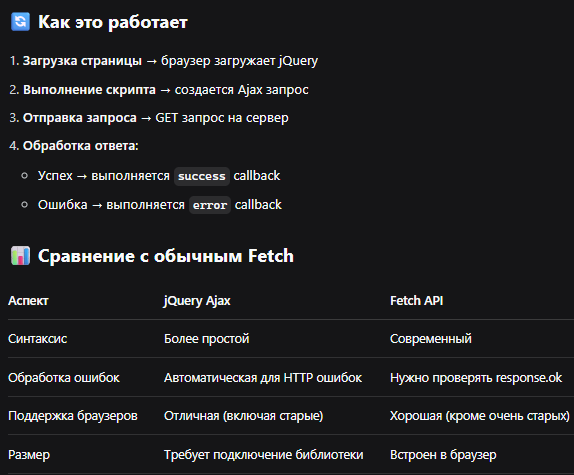 Как это работает
1. Загрузка страницы → браузер загружает jQuery
2. Выполнение скрипта → создается Ajax запрос
3. Отправка запроса → GET запрос на сервер
4. Обработка ответа:
Успех → выполняется success callback
Ошибка → выполняется error callback
Сравнение с обычным Fetch
Аспект jQuery Ajax Fetch API
Синтаксис Более простой Современный
Обработка ошибок Автоматическая для HTTP ошибок Нужно проверять response.ok
Поддержка браузеров Отличная (включая старые) Хорошая (кроме очень старых)
Размер Требует подключение библиотеки Встроен в браузер